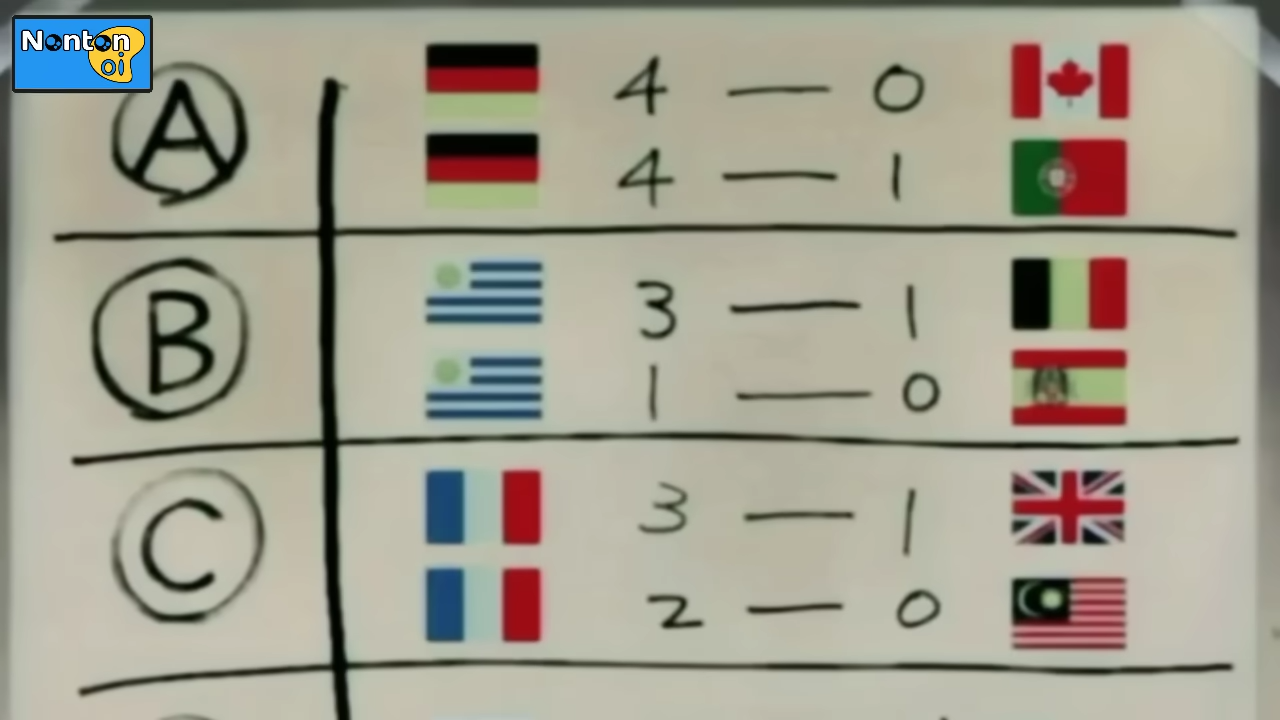 Nonton
oi
A
4 — 0
4 — 1
B
3 — 1
1 — 0
C
3 — 1
2 — 0